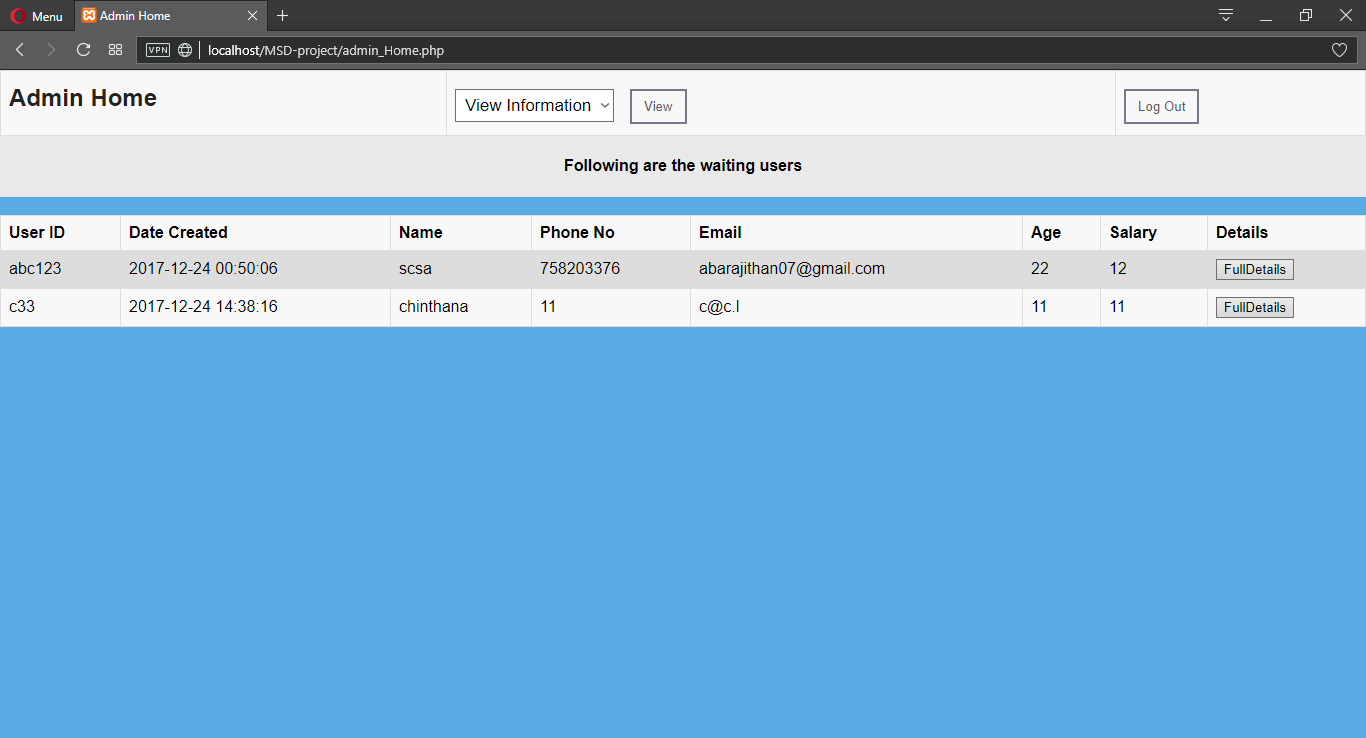 Menu Admin Home
VPN localhost/MSD-project/admin_Home.php
Admin Home View Information View Log Out
Following are the waiting users
User ID Date Created Name Phone No Email Age Salary Details
abc123 2017-12-24 00:50:06 scsa 758203376 abarajithan07@gmail.com 22 12 FullDetails
c33 2017-12-24 14:38:16 chinthana 11 c@c.l 11 11 FullDetails